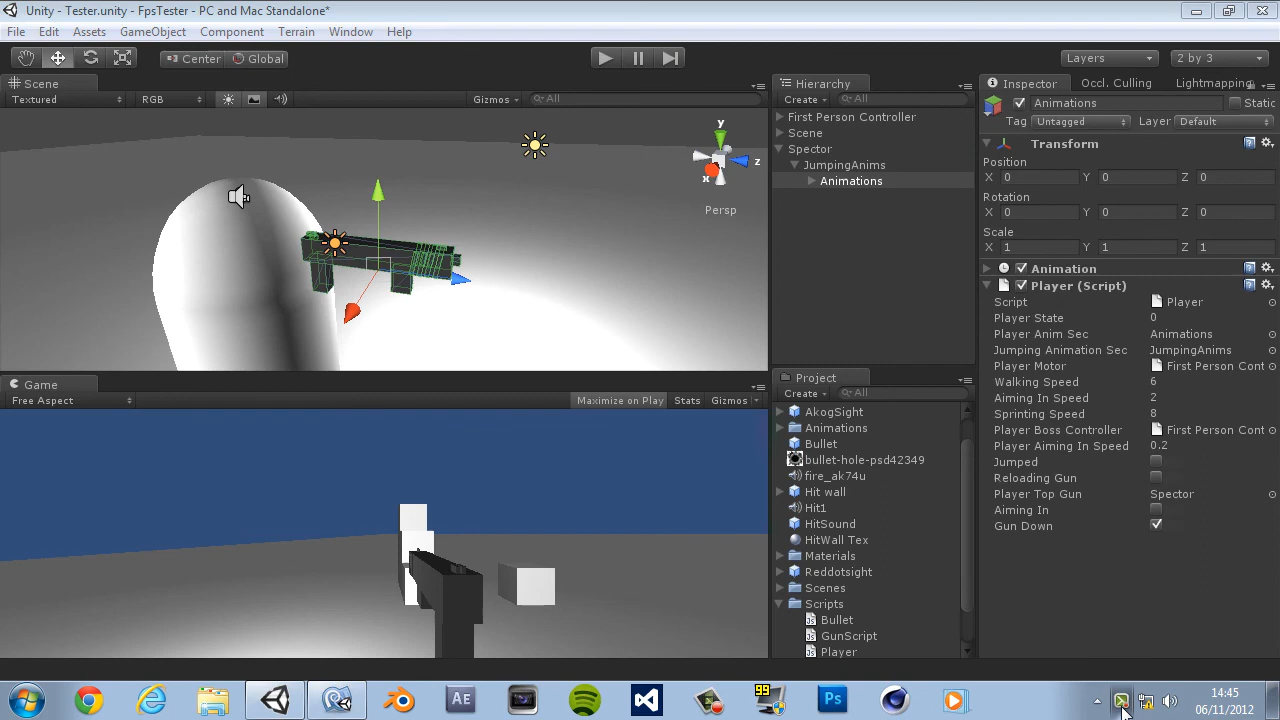 Unity - Tester.unity - FpsTester - PC and Mac Standalone*
File Edit Assets GameObject Component Terrain Window Help
Center Global Layers 2 by 3
Scene
Textured RGB Gizmos All
y
z
x
Persp
Game
Free Aspect Maximize on Play Stats Gizmos
Hierarchy
Create All
First Person Controller
Scene
Spector
JumpingAnims
Animations
Project
Create All
AkogSight
Animations
Bullet
bullet-hole-psd42349
fire_ak74u
Hit wall
Hit1
HitSound
HitWall Tex
Materials
Reddotsight
Scenes
Scripts
Bullet
GunScript
Player
Inspector Occl. Culling Lightmapping
Animations Static
Tag Untagged Layer Default
Transform
Position
X 0 Y 0 Z 0
Rotation
X 0 Y 0 Z 0
Scale
X 1 Y 1 Z 1
Animation
Player (Script)
Script Player
Player State 0
Player Anim Sec Animations
Jumping Animation Sec JumpingAnims
Player Motor First Person Cont
Walking Speed 6
Aiming In Speed 2
Sprinting Speed 8
Player Boss Controller First Person Cont
Player Aiming In Speed 0.2
Jumped
Reloading Gun
Player Top Gun Spector
Aiming In
Gun Down
AE
99
Ps
14:45
06/11/2012